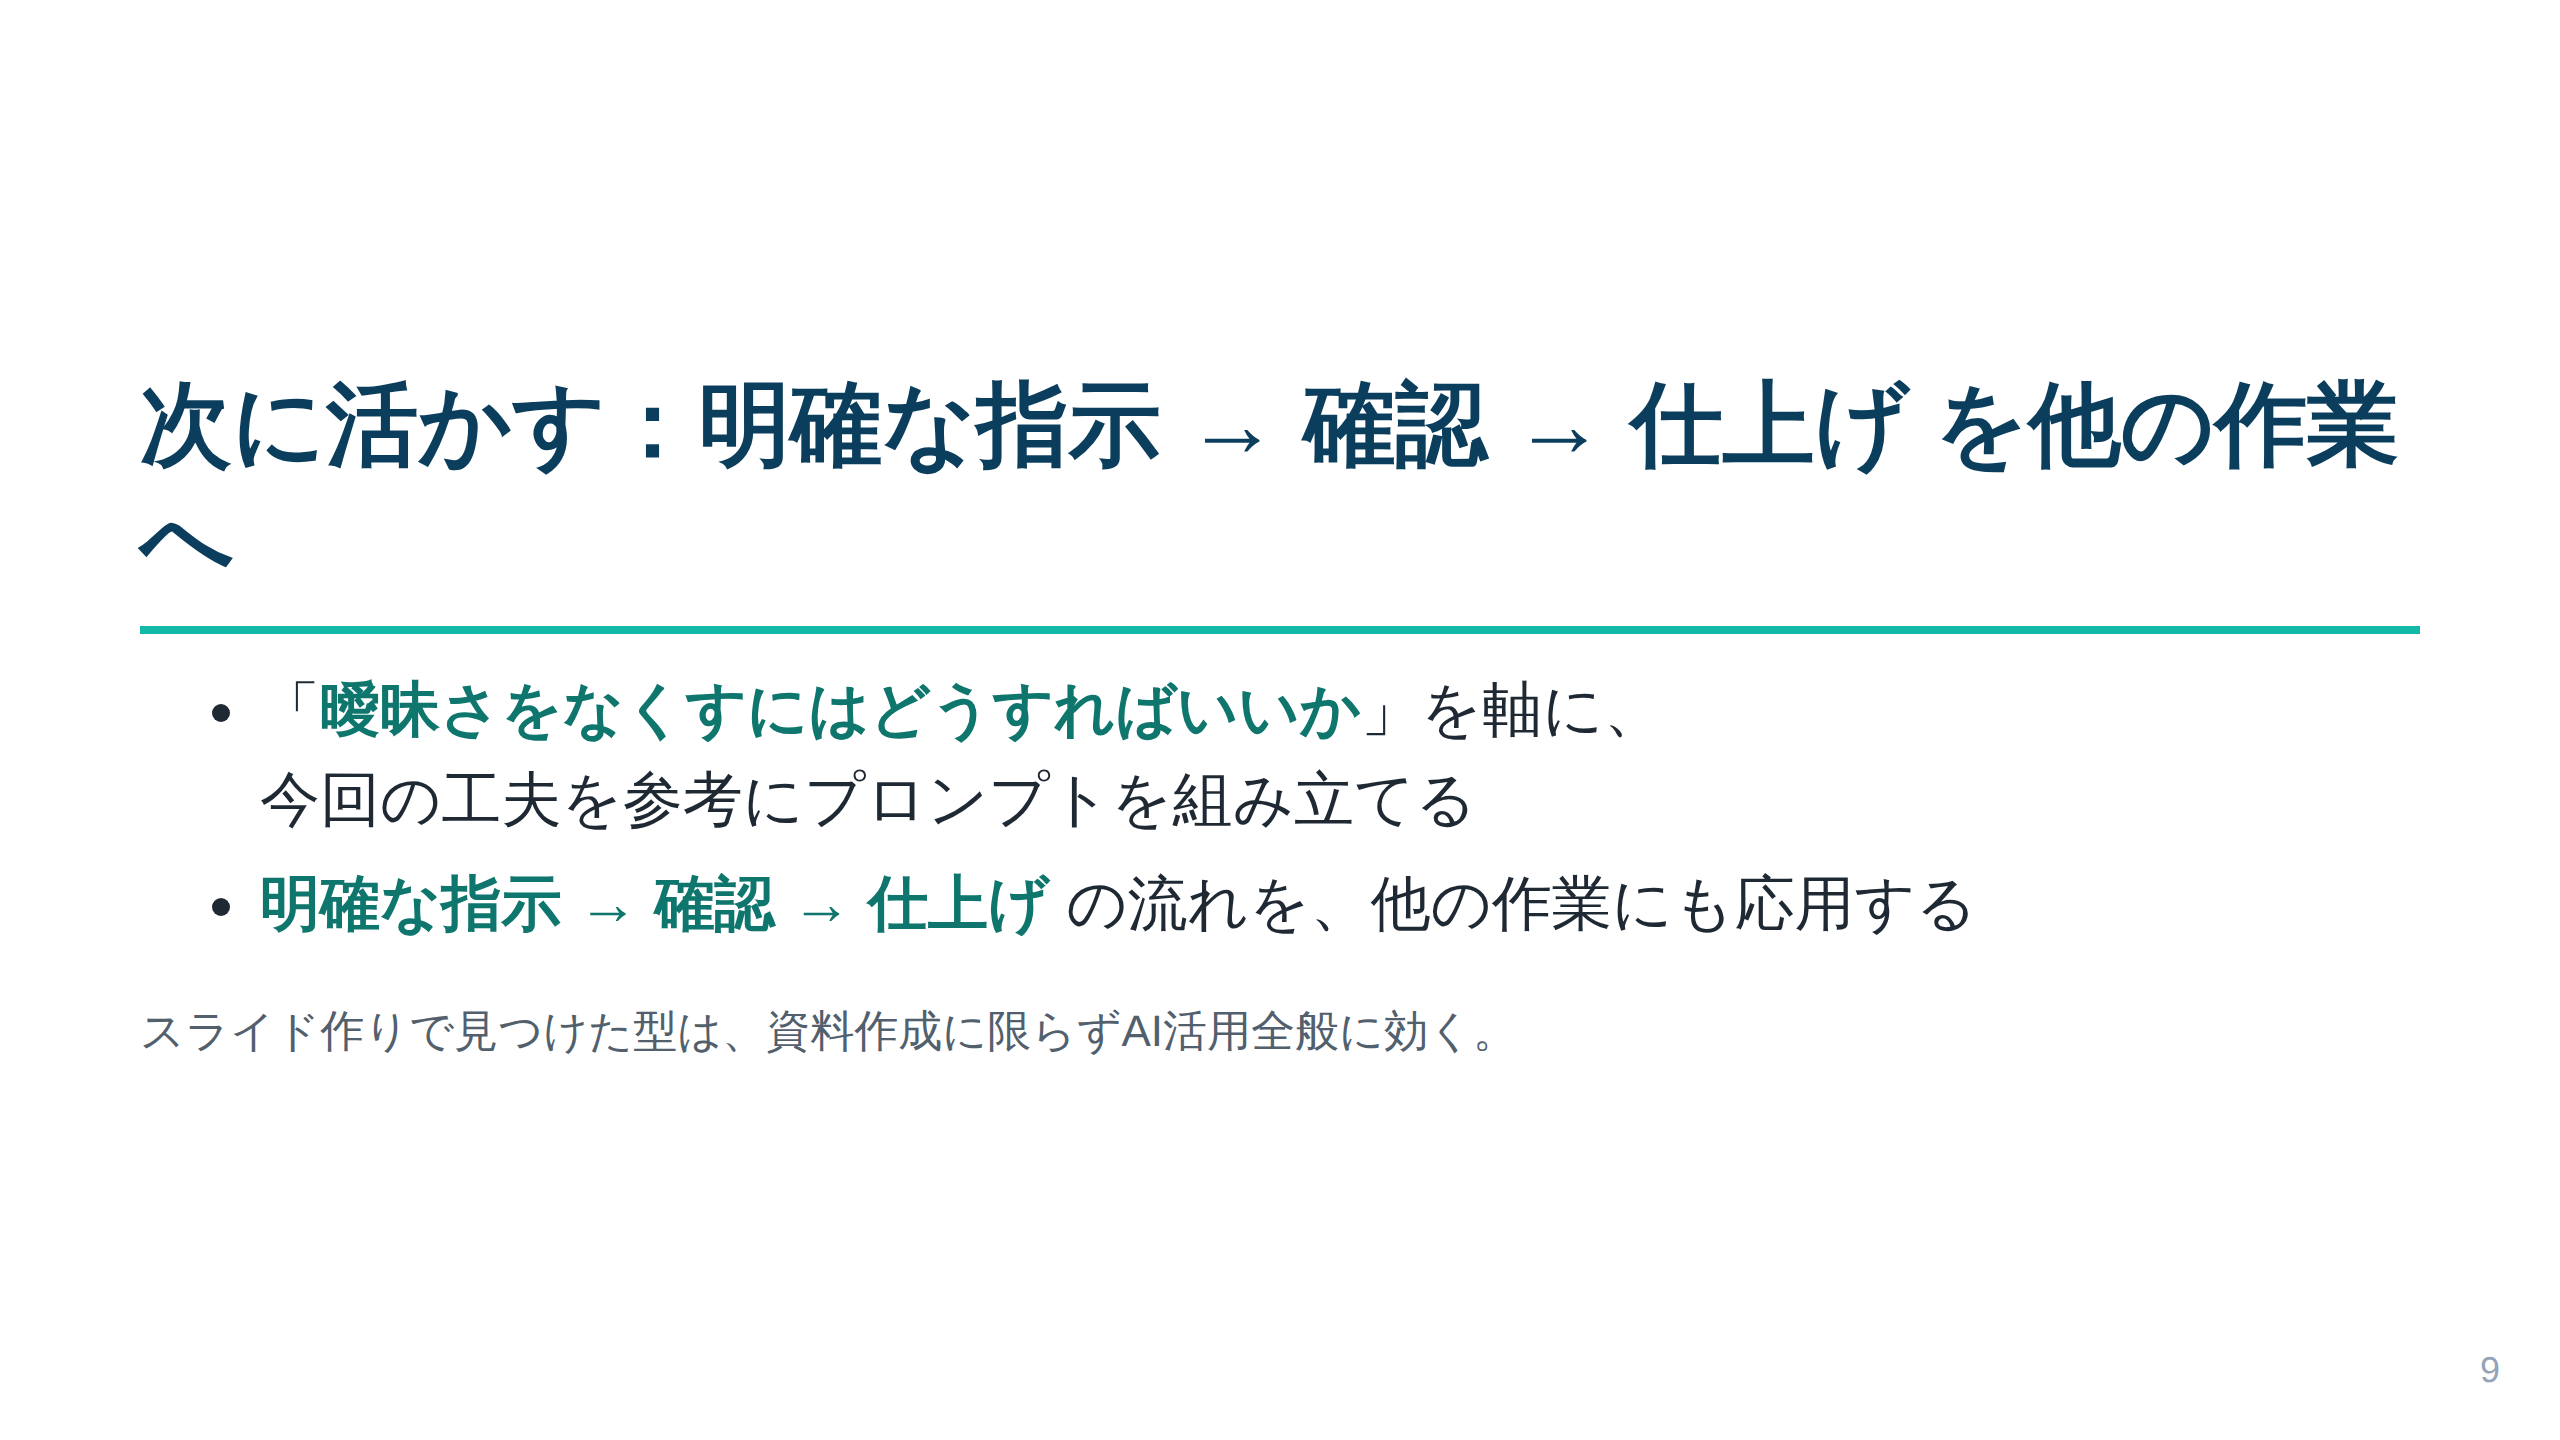 次に活かす：明確な指示 → 確認 → 仕上げ を他の作業
へ
• 「曖昧さをなくすにはどうすればいいか」を軸に、
今回の工夫を参考にプロンプトを組み立てる
• 明確な指示 → 確認 → 仕上げ の流れを、他の作業にも応用する
スライド作りで見つけた型は、資料作成に限らずAI活用全般に効く。
9